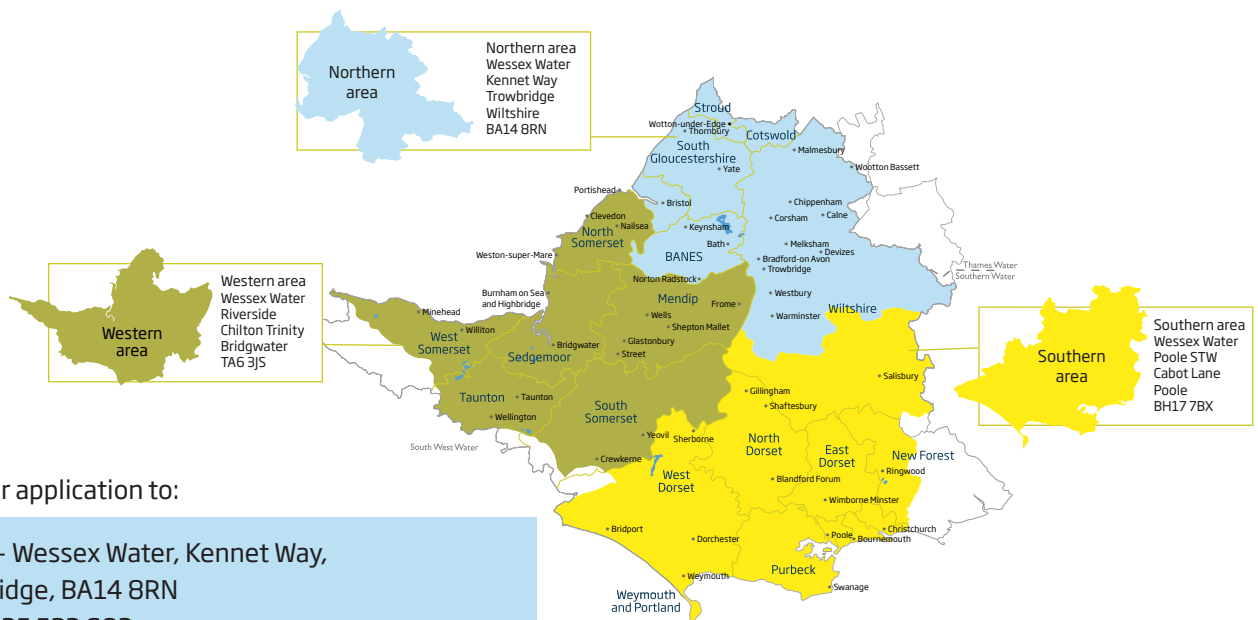 Northern
area
Northern area
Wessex Water
Kennet Way
Trowbridge
Wiltshire
BA14 8RN
Stroud
Wotton-under-Edge
Thornbury
Cotswold
South
Gloucestershire
Malmesbury
Yate
Wootton Bassett
Portishead
Bristol
Chippenham
Clevedon
Nailsea
Corsham
Calne
North
Somerset
Keynsham
Bath
Melksham
Devizes
Weston-super-Mare
BANES
Bradford-on Avon
Trowbridge
Thames Water
Southern Water
Norton Radstock
Burnham on Sea
and Highbridge
Mendip
Frome
Westbury
Wiltshire
Western
area
Western area
Wessex Water
Riverside
Chilton Trinity
Bridgwater
TA6 3JS
Minehead
Wells
Warminster
Williton
Shepton Mallet
West
Somerset
Sedgemoor
Bridgwater
Glastonbury
Street
Southern
area
Southern area
Wessex Water
Poole STW
Cabot Lane
Poole
BH17 7BX
Salisbury
Gillingham
Taunton
Taunton
Shaftesbury
Wellington
South
Somerset
South West Water
Yeovil
Sherborne
North
Dorset
East
Dorset
New Forest
Crewkerne
Ringwood
West
Dorset
Blandford Forum
Wimborne Minster
Bridport
Dorchester
Poole
Bournemouth
Christchurch
Purbeck
Weymouth
Swanage
Weymouth
and Portland
r application to:
- Wessex Water, Kennet Way,
idge, BA14 8RN